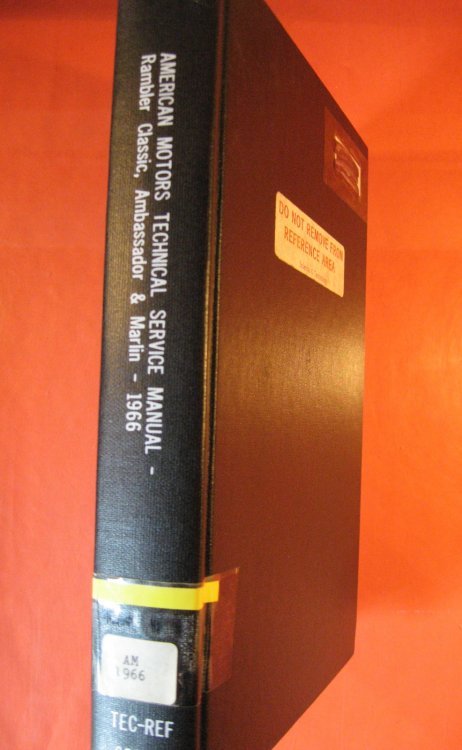 AMERICAN MOTORS TECHNICAL SERVICE MANUAL -
Rambler Classic, Ambassador & Marlin - 1966
DO NOT REMOVE FROM
REFERENCE AREA
AM
1966
TEC-REF